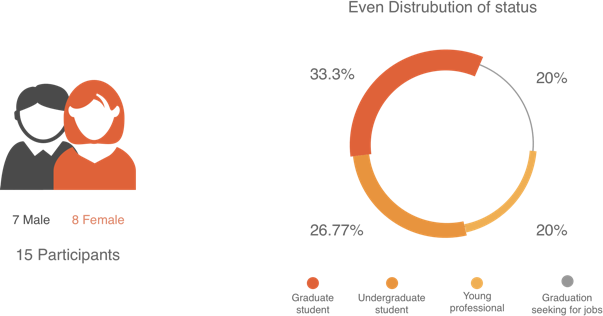 Even Distrubution of status
33.3%
20%
26.77%
20%
7 Male
8 Female
15 Participants
Graduate
student
Undergraduate
student
Young
professional
Graduation
seeking for jobs